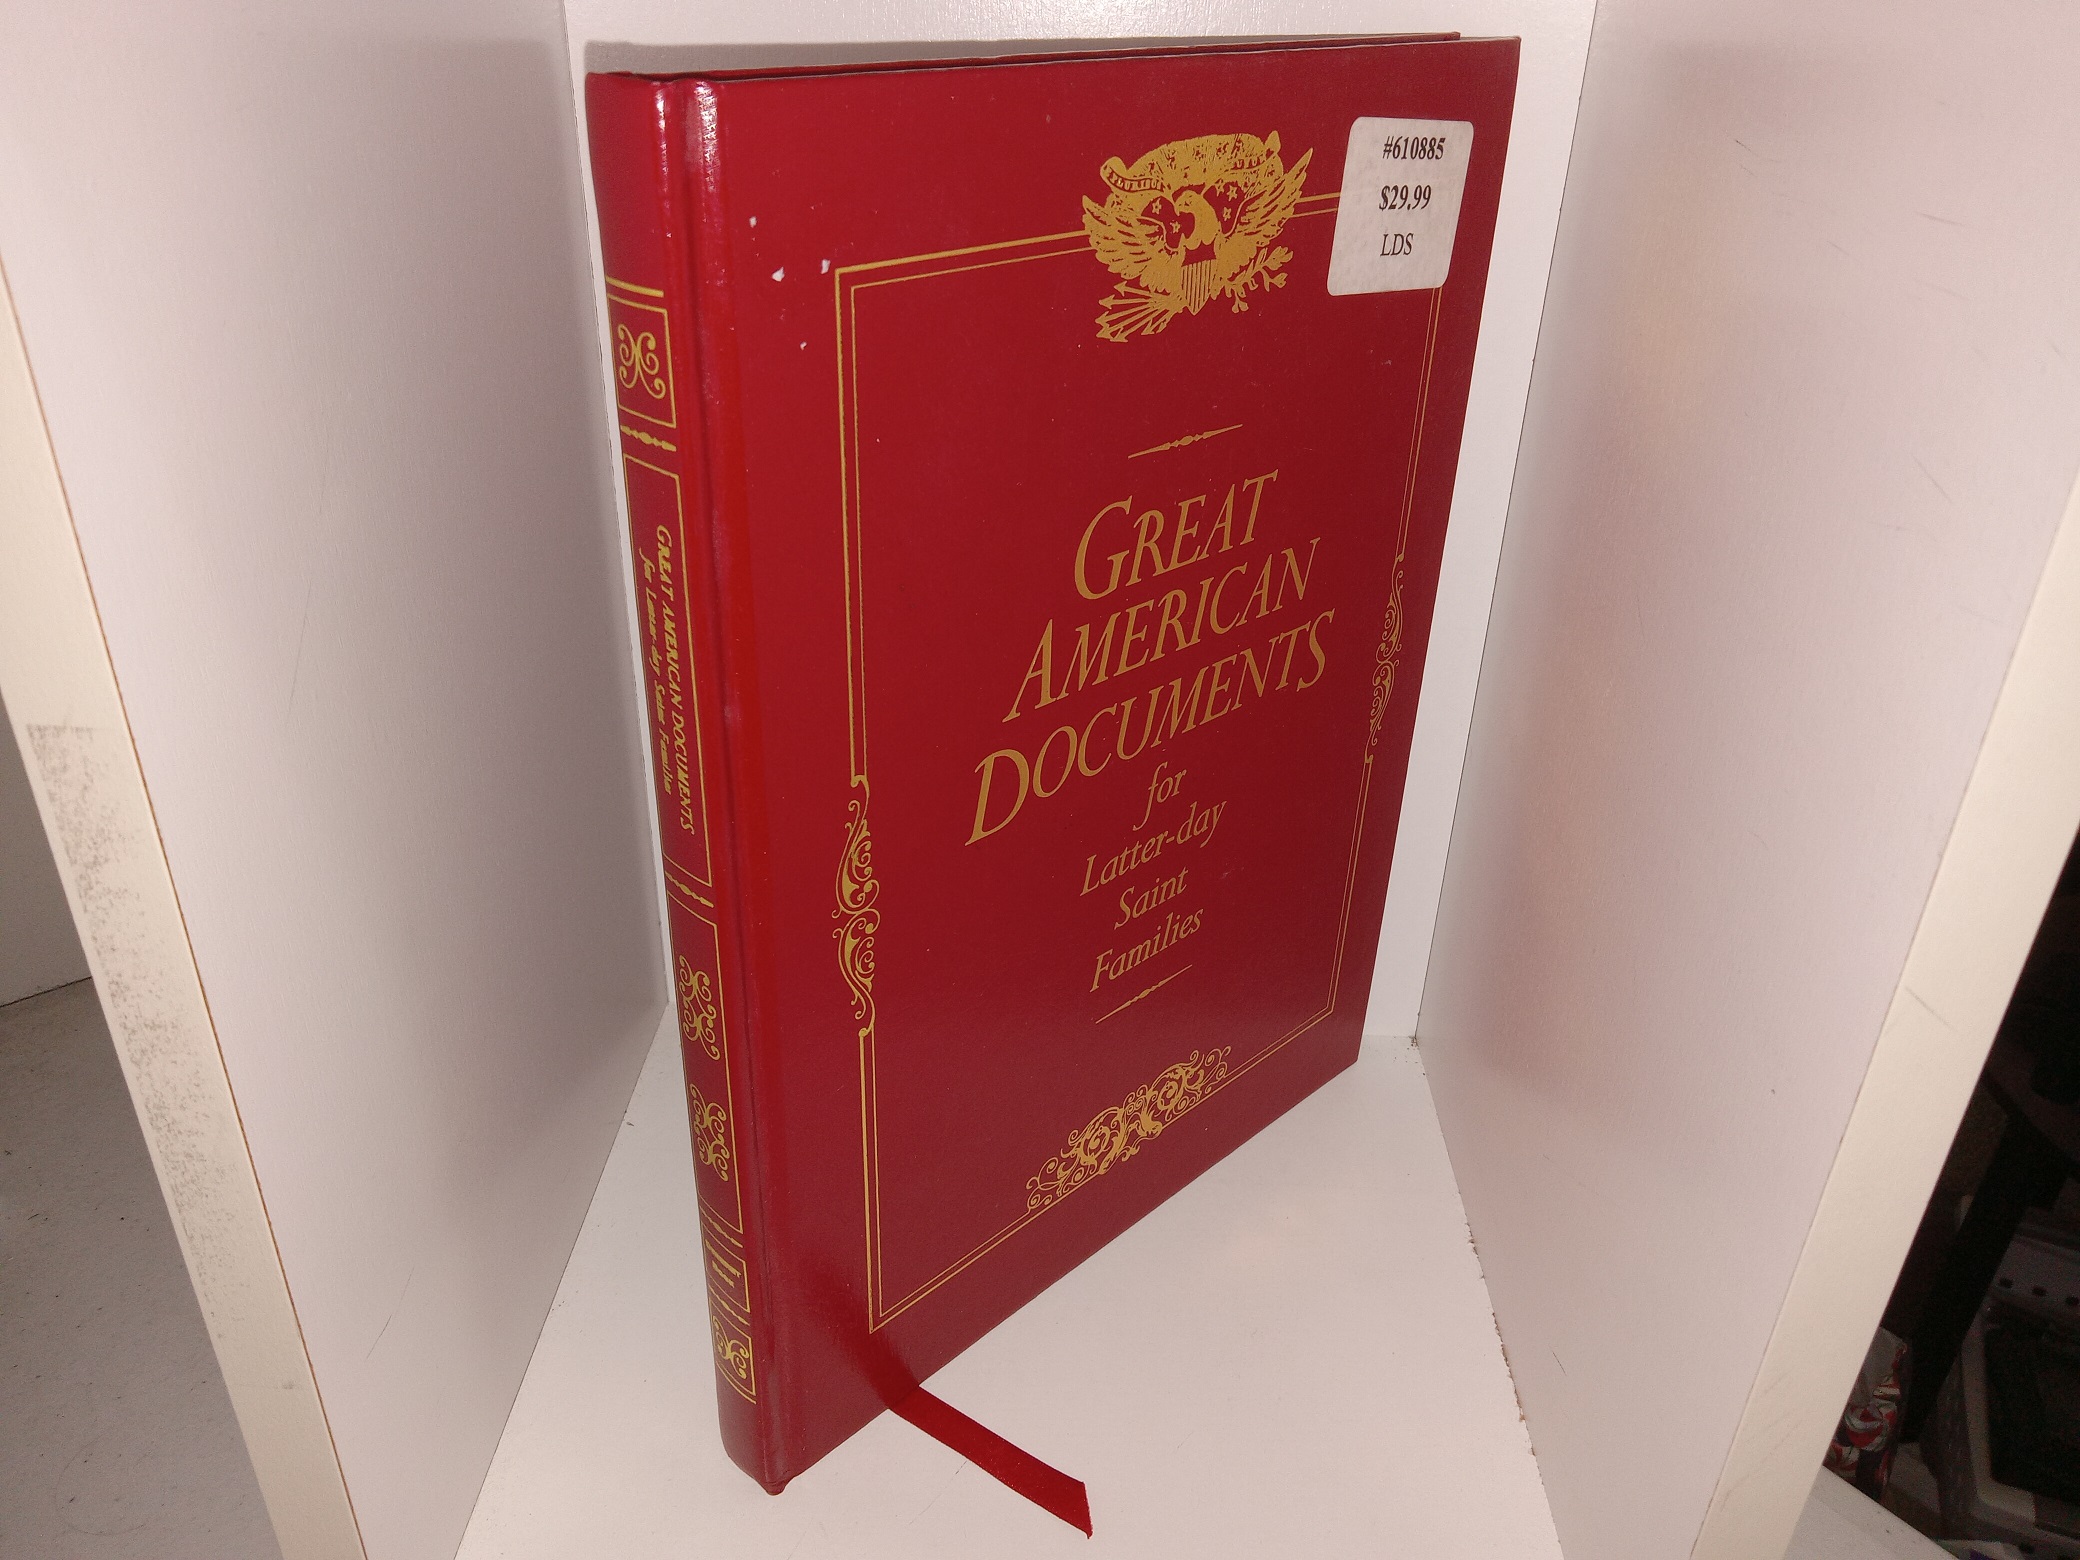 #610885
$29.99
LDS
GREAT
AMERICAN
DOCUMENTS
for
Latter-day
Saint
Families
GREAT AMERICAN DOCUMENTS
for Latter-day Saint Families